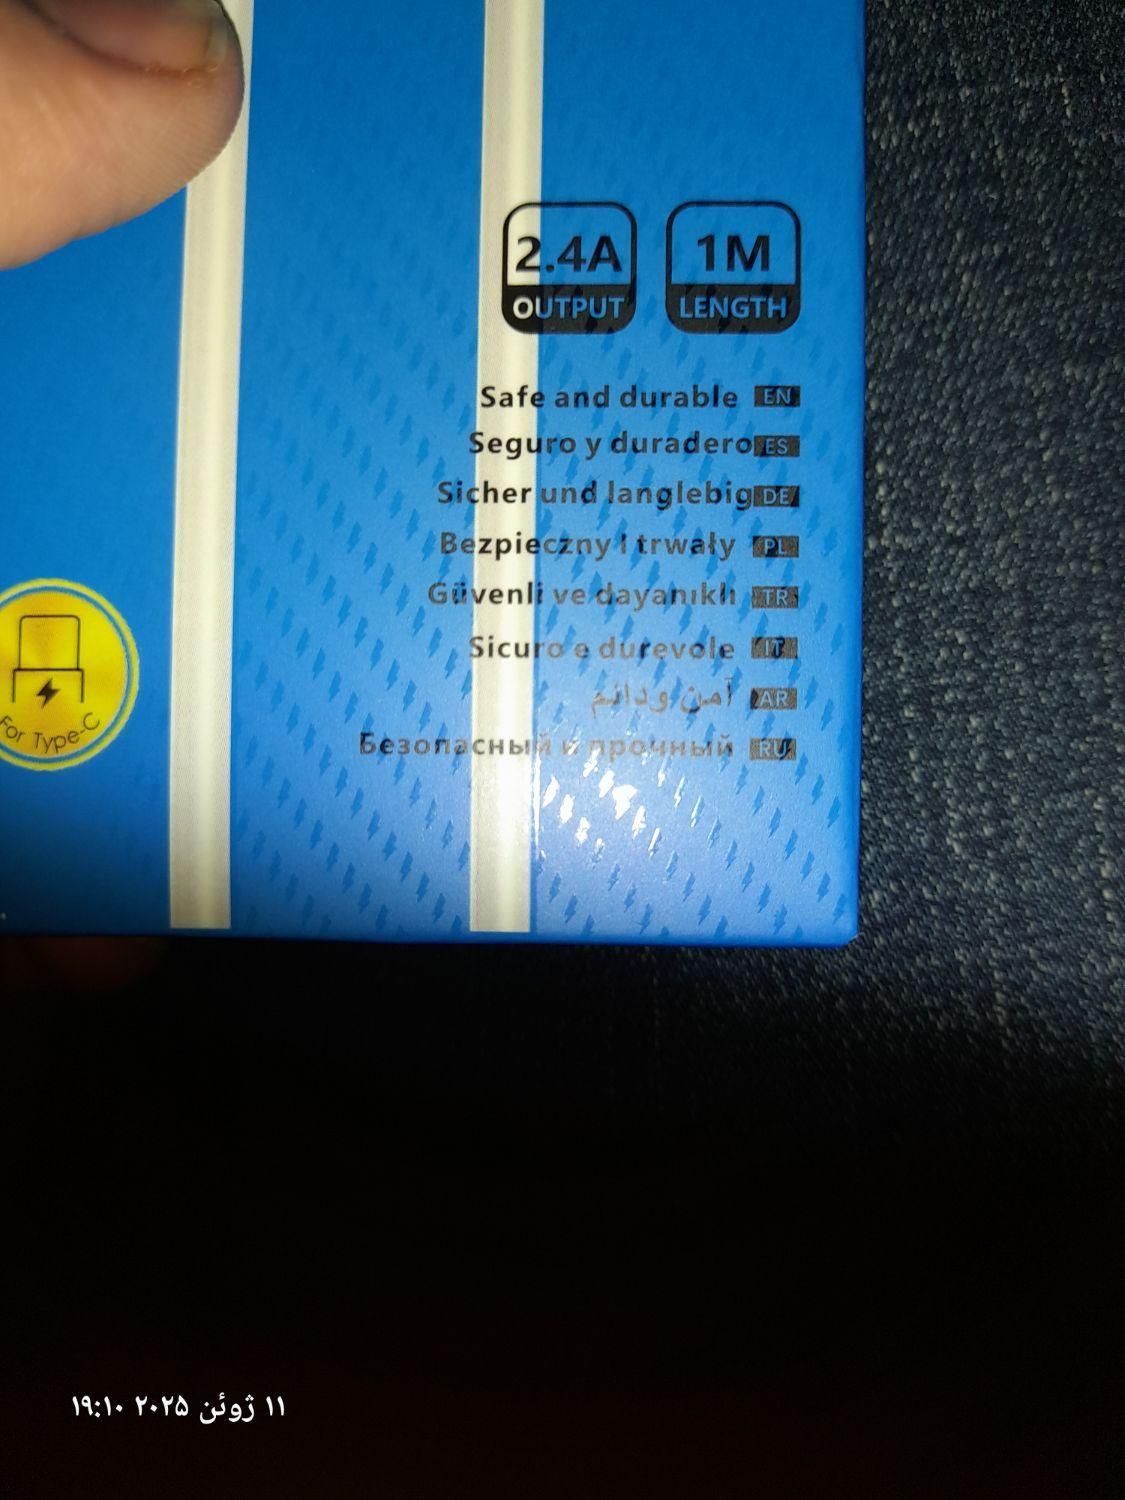 2.4A
OUTPUT
1M
LENGTH
Safe and durable EN
Seguro y duradero ES
Sicher und langlebig DE
Bezpieczny I trwały PL
Güvenli ve dayanıklı TR
Sicuro e durevole IT
آمن ودائم AR
Безопасный и прочный RU
For Type-C
۱۱ ژوئن ۲۰۲۵ ۱۹:۱۰